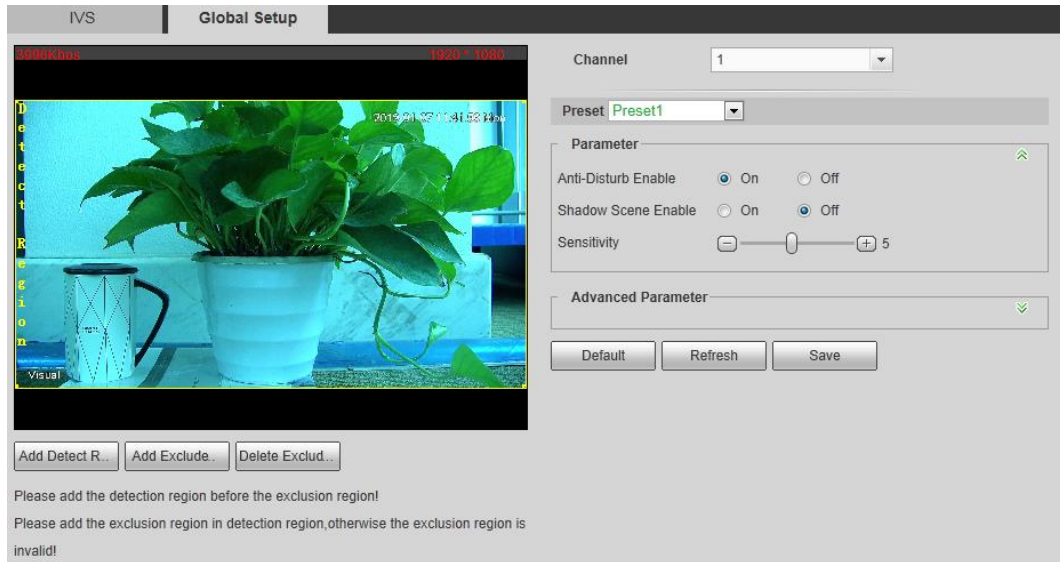 IVS
Global Setup
3996Kbps
1920 * 1080
Detect Region
Visual
Channel
1
Preset Preset1
Parameter
Anti-Disturb Enable On Off
Shadow Scene Enable On Off
Sensitivity 5
Advanced Parameter
Default Refresh Save
Add Detect R.. Add Exclude.. Delete Exclud...
Please add the detection region before the exclusion region!
Please add the exclusion region in detection region,otherwise the exclusion region is
invalid!